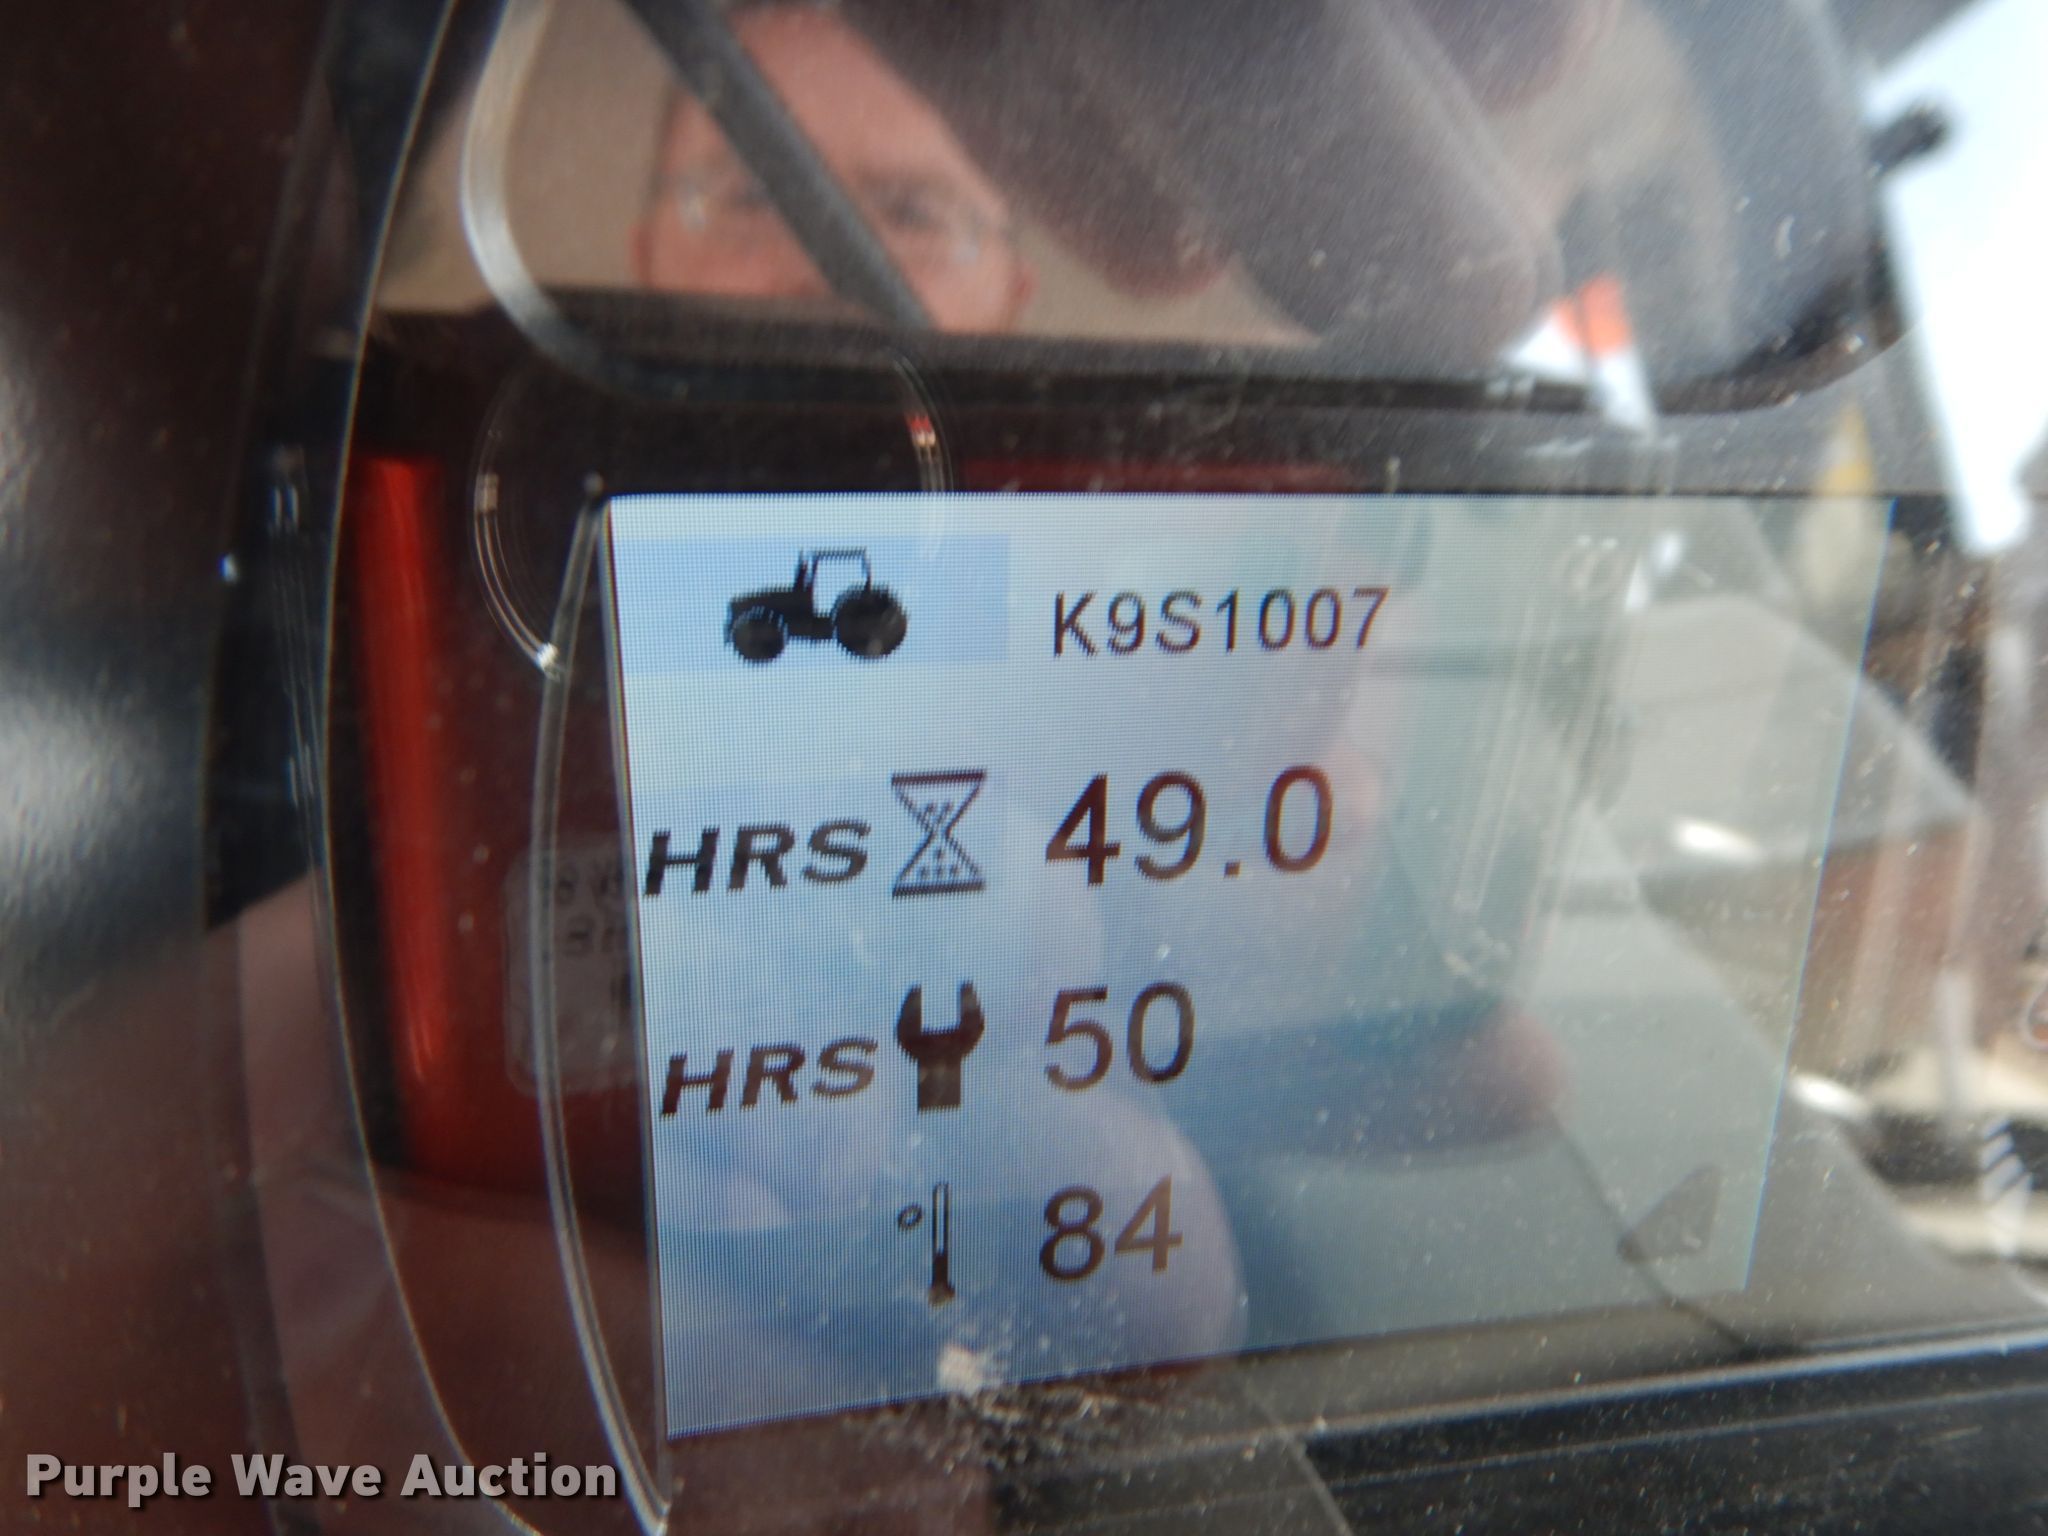 K9S1007
HRS 49.0
HRS 50
84
Purple Wave Auction